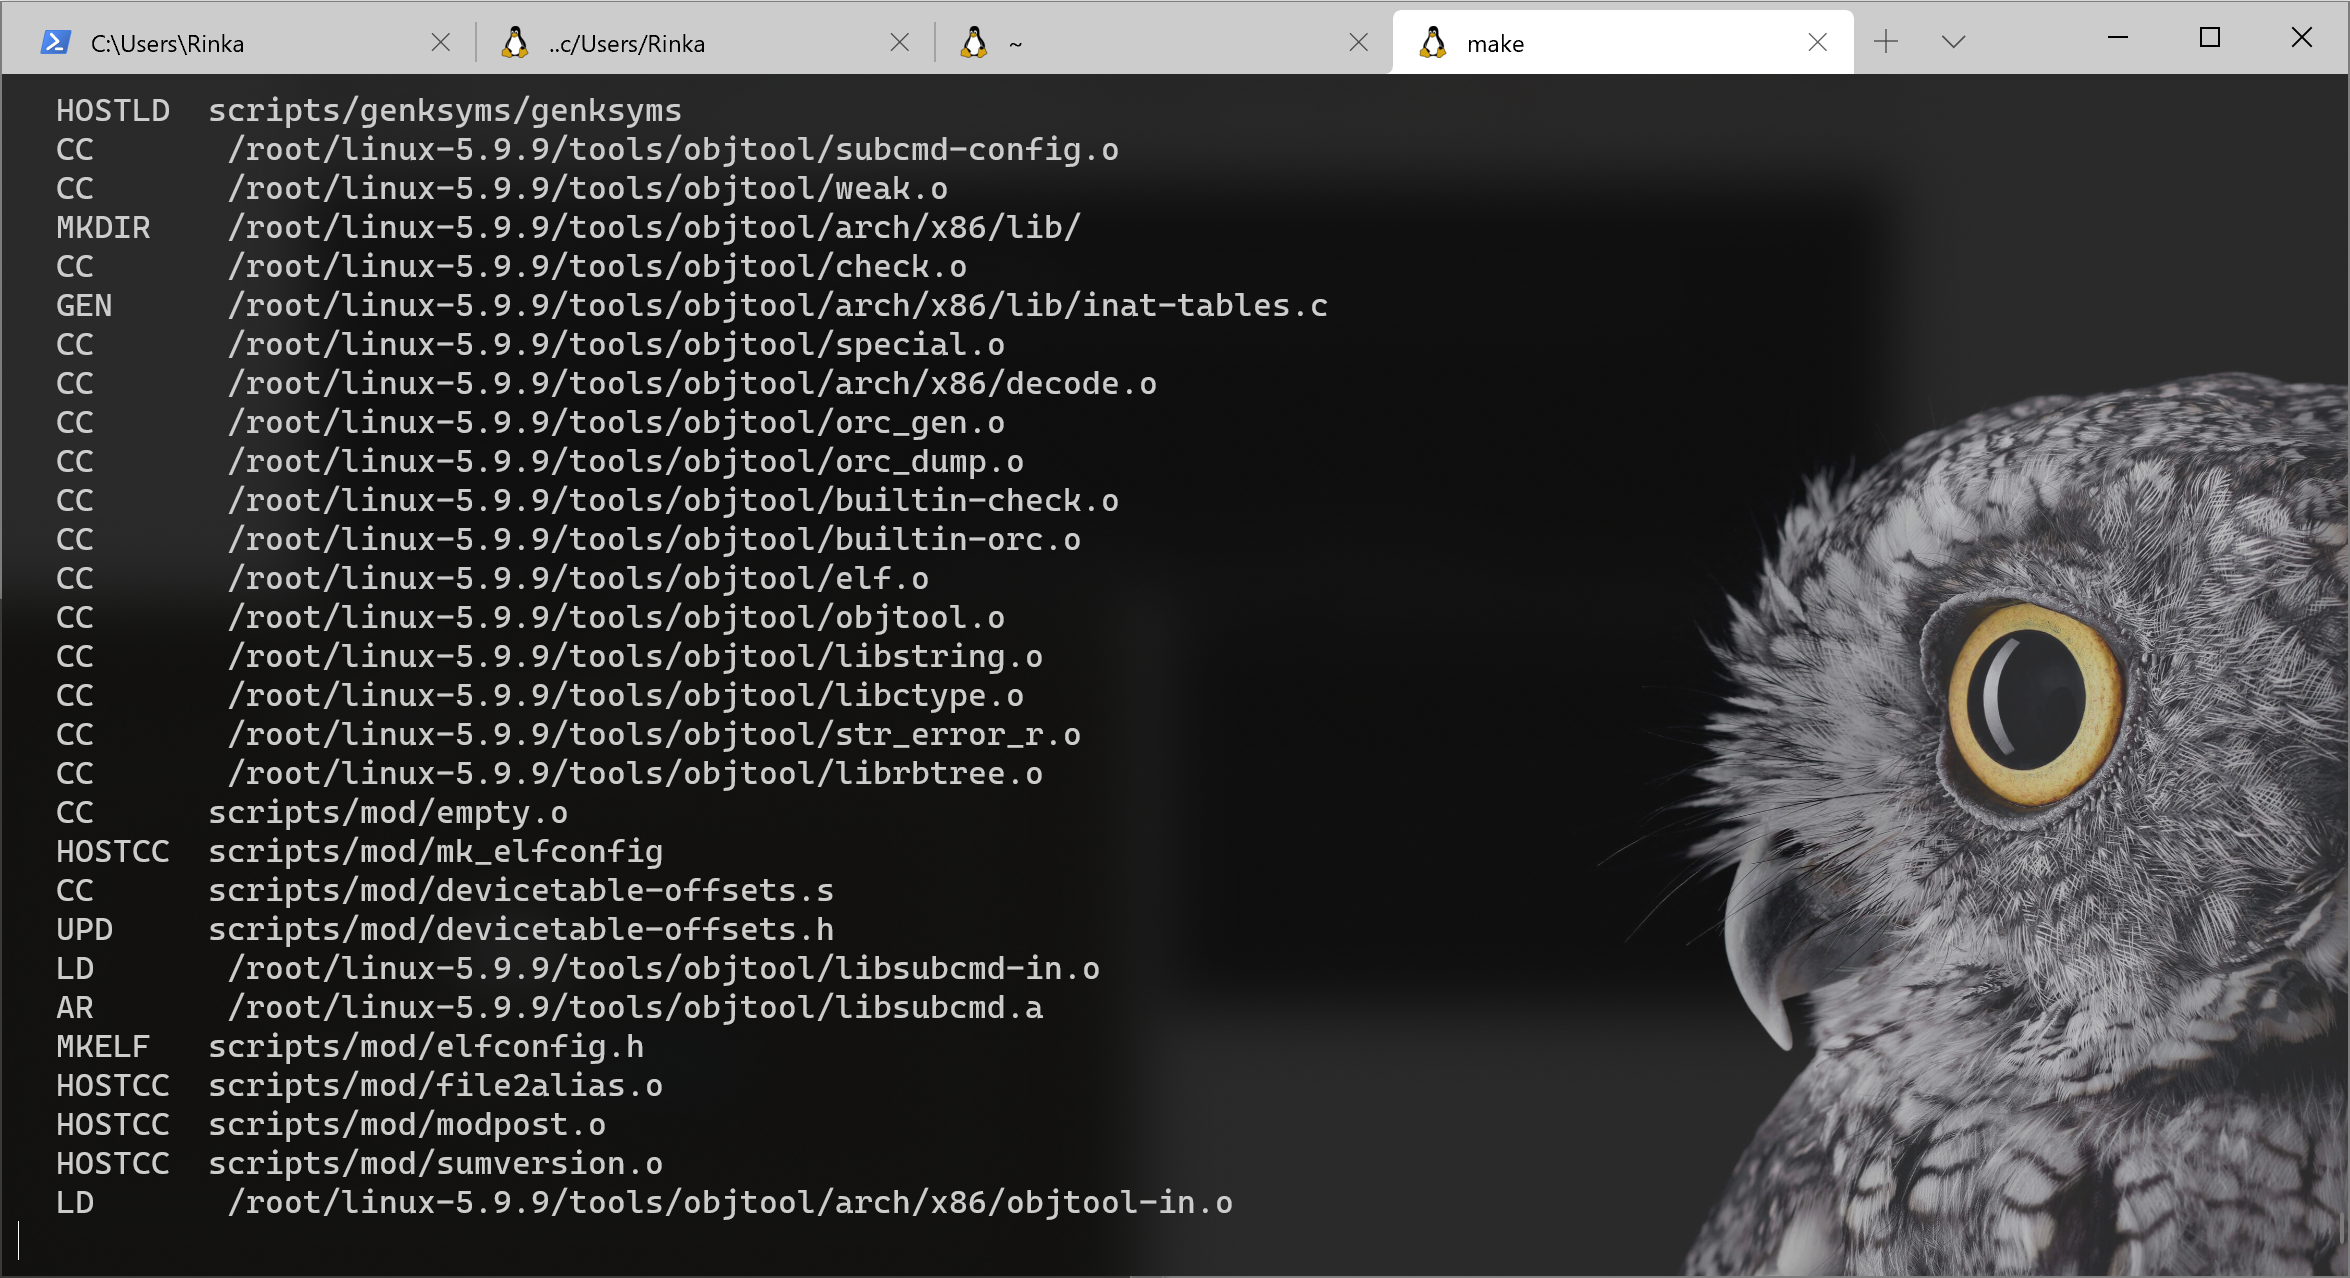 C:\Users\Rinka
..c/Users/Rinka
~
make
HOSTLD  scripts/genksyms/genksyms
CC       /root/linux-5.9.9/tools/objtool/subcmd-config.o
CC       /root/linux-5.9.9/tools/objtool/weak.o
MKDIR    /root/linux-5.9.9/tools/objtool/arch/x86/lib/
CC       /root/linux-5.9.9/tools/objtool/check.o
GEN      /root/linux-5.9.9/tools/objtool/arch/x86/lib/inat-tables.c
CC       /root/linux-5.9.9/tools/objtool/special.o
CC       /root/linux-5.9.9/tools/objtool/arch/x86/decode.o
CC       /root/linux-5.9.9/tools/objtool/orc_gen.o
CC       /root/linux-5.9.9/tools/objtool/orc_dump.o
CC       /root/linux-5.9.9/tools/objtool/builtin-check.o
CC       /root/linux-5.9.9/tools/objtool/builtin-orc.o
CC       /root/linux-5.9.9/tools/objtool/elf.o
CC       /root/linux-5.9.9/tools/objtool/objtool.o
CC       /root/linux-5.9.9/tools/objtool/libstring.o
CC       /root/linux-5.9.9/tools/objtool/libctype.o
CC       /root/linux-5.9.9/tools/objtool/str_error_r.o
CC       /root/linux-5.9.9/tools/objtool/librbtree.o
CC      scripts/mod/empty.o
HOSTCC  scripts/mod/mk_elfconfig
CC      scripts/mod/devicetable-offsets.s
UPD     scripts/mod/devicetable-offsets.h
LD       /root/linux-5.9.9/tools/objtool/libsubcmd-in.o
AR       /root/linux-5.9.9/tools/objtool/libsubcmd.a
MKELF   scripts/mod/elfconfig.h
HOSTCC  scripts/mod/file2alias.o
HOSTCC  scripts/mod/modpost.o
HOSTCC  scripts/mod/sumversion.o
LD       /root/linux-5.9.9/tools/objtool/arch/x86/objtool-in.o